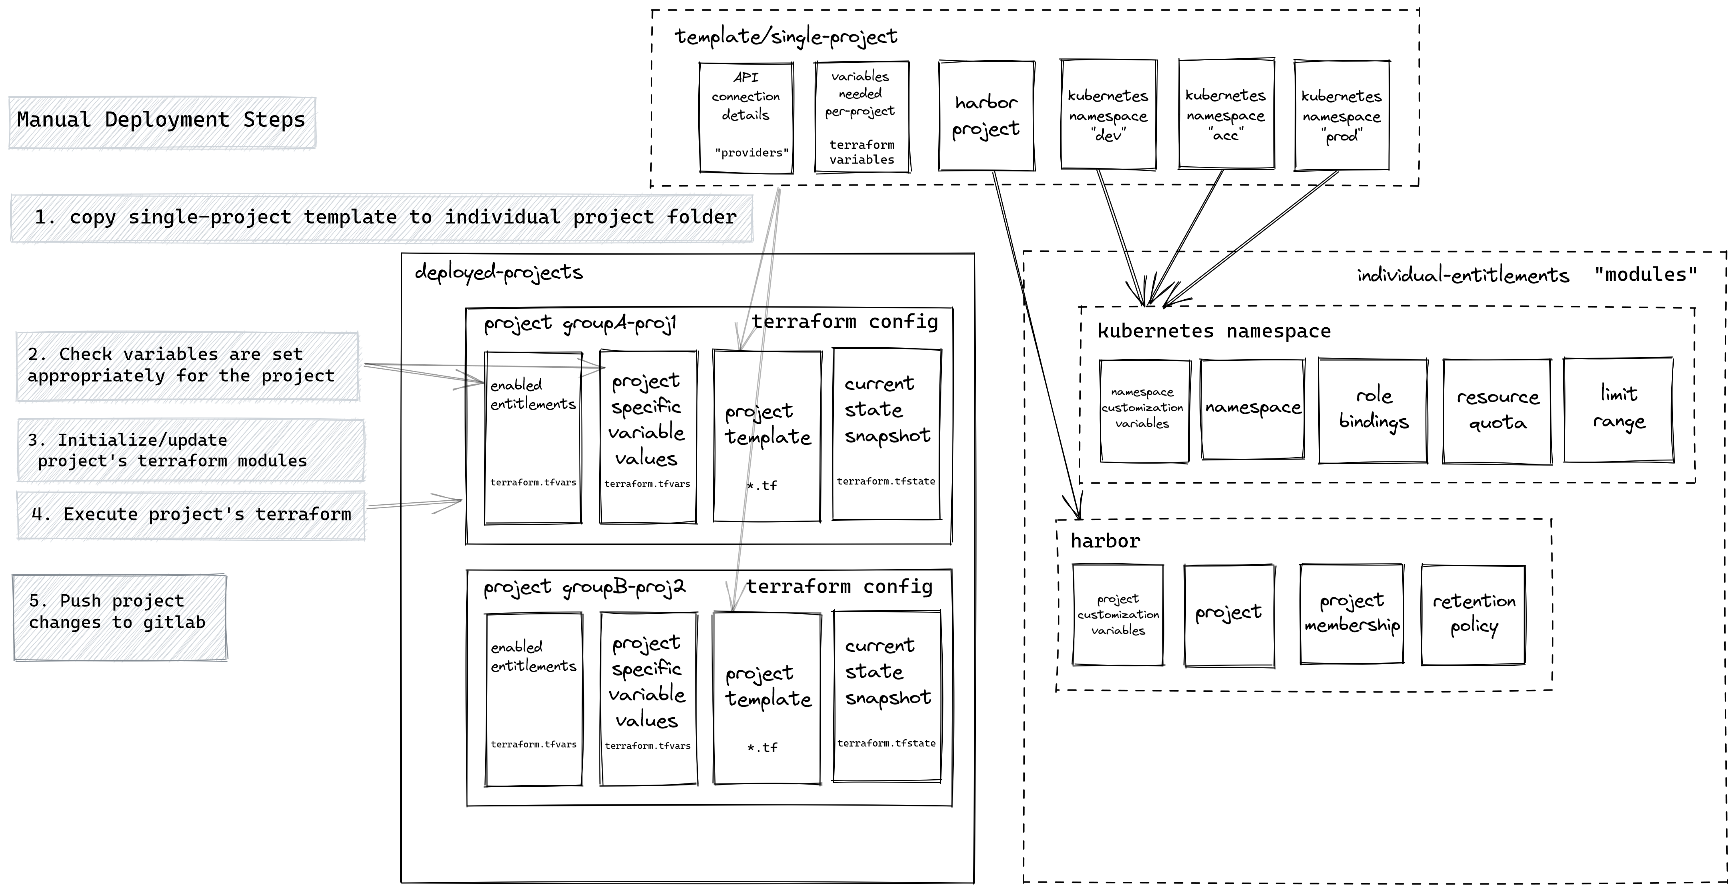 template/single-project
API
connection
details
"providers"
variables
needed
per-project
terraform
variables
harbor
project
kubernetes
namespace
"dev"
kubernetes
namespace
"acc"
kubernetes
namespace
"prod"
Manual Deployment Steps
1. copy single-project template to individual project folder
2. Check variables are set
appropriately for the project
3. Initialize/update
project's terraform modules
4. Execute project's terraform
5. Push project
changes to gitlab
deployed-projects
project groupA-proj1
terraform config
enabled
entitlements
terraform.tfvars
project
specific
variable
values
terraform.tfvars
project
template
*.tf
current
state
snapshot
terraform.tfstate
project groupB-proj2
terraform config
enabled
entitlements
terraform.tfvars
project
specific
variable
values
terraform.tfvars
project
template
*.tf
current
state
snapshot
terraform.tfstate
individual-entitlements "modules"
kubernetes namespace
namespace
customization
variables
namespace
role
bindings
resource
quota
limit
range
harbor
project
customization
variables
project
project
membership
retention
policy